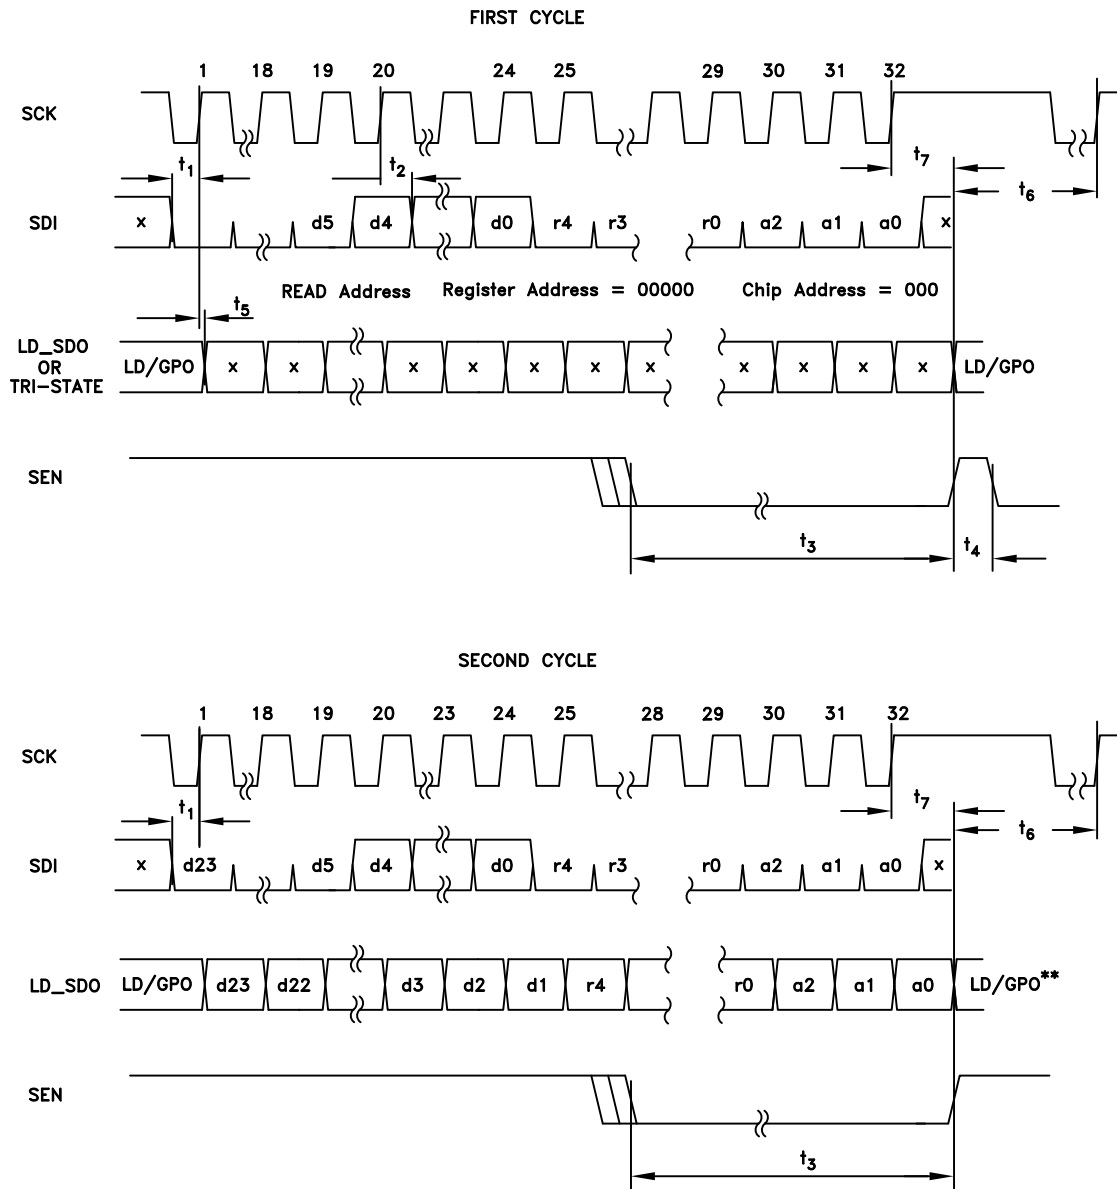 FIRST CYCLE
1 18 19 20 24 25 29 30 31 32
SCK
t1 t2 t7 t6
SDI x d5 d4 d0 r4 r3 r0 a2 a1 a0 x
READ Address Register Address = 00000 Chip Address = 000
t5
LD_SDO
OR
TRI-STATE
LD/GPO x x x x x x x x x x x x LD/GPO
SEN
t3 t4
SECOND CYCLE
1 18 19 20 23 24 25 28 29 30 31 32
SCK
t1 t7 t6
SDI x d23 d5 d4 d0 r4 r3 r0 a2 a1 a0 x
LD_SDO LD/GPO d23 d22 d3 d2 d1 r4 r0 a2 a1 a0 LD/GPO**
SEN
t3